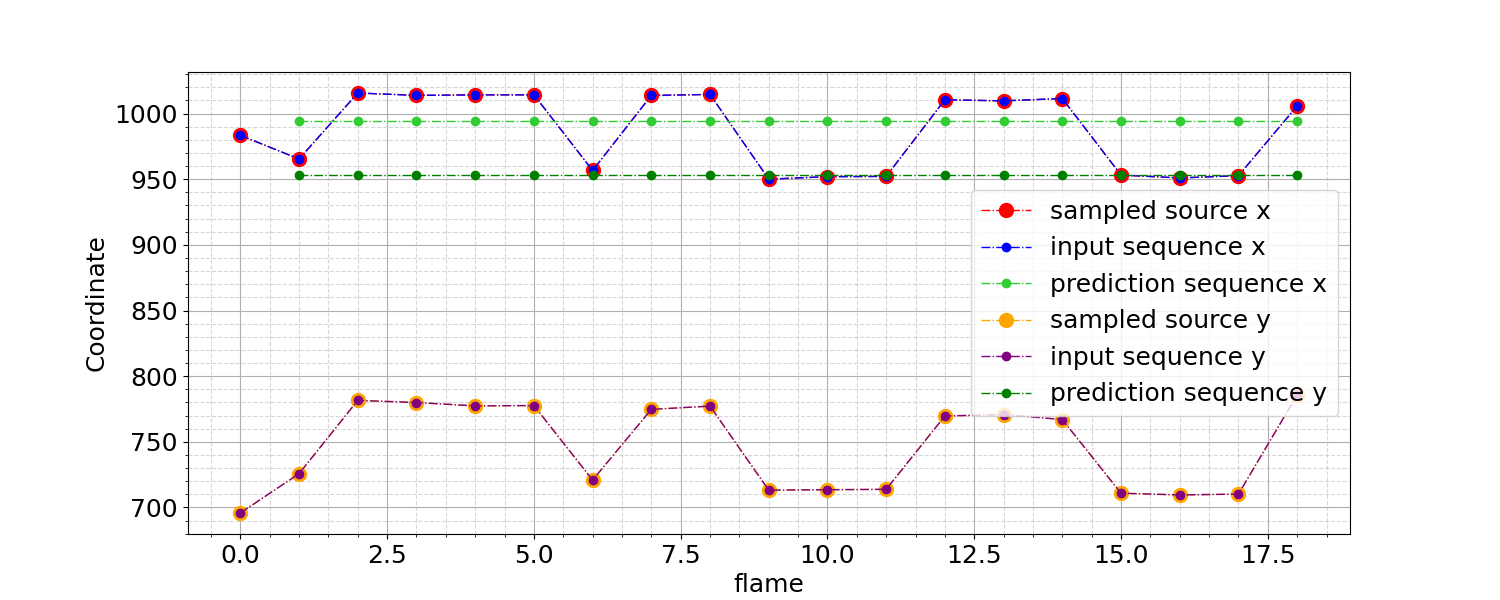 1000
950
900
850
800
750
700
Coordinate
sampled source x
input sequence x
prediction sequence x
sampled source y
input sequence y
prediction sequence y
0.0 2.5 5.0 7.5 10.0 12.5 15.0 17.5
flame